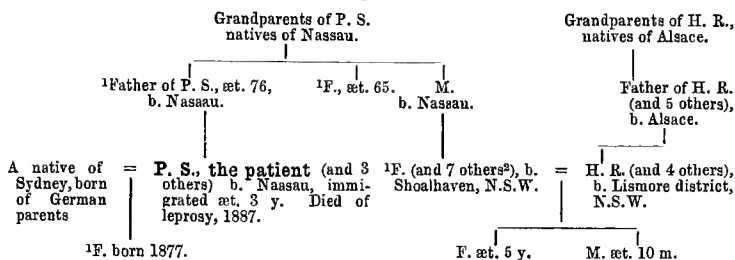 Grandparents of P. S.
natives of Nassau.
Grandparents of H. R.,
natives of Alsace.
¹Father of P. S., æt. 76,
b. Nassau.
¹F., æt. 65.
M.
b. Nassau.
Father of H. R.
(and 5 others),
b. Alsace.
A native of
Sydney, born
of German
parents
=
P. S., the patient (and 3
others) b. Nassau, immi-
grated æt. 3 y. Died of
leprosy, 1887.
¹F. (and 7 others²), b.
Shoalhaven, N.S.W.
=
H. R. (and 4 others),
b. Lismore district,
N.S.W.
¹F. born 1877.
F. æt. 5 y.
M. æt. 10 m.